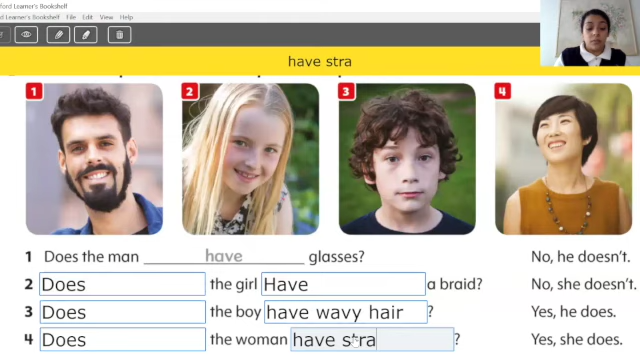 ford Learner's Bookshelf
rd Learner's Bookshelf File Edit View Help
have stra
1 2 3 4
1 Does the man have glasses? No, he doesn't.
2 Does the girl Have a braid? No, she doesn't.
3 Does the boy have wavy hair ? Yes, he does.
4 Does the woman have stra ? Yes, she does.